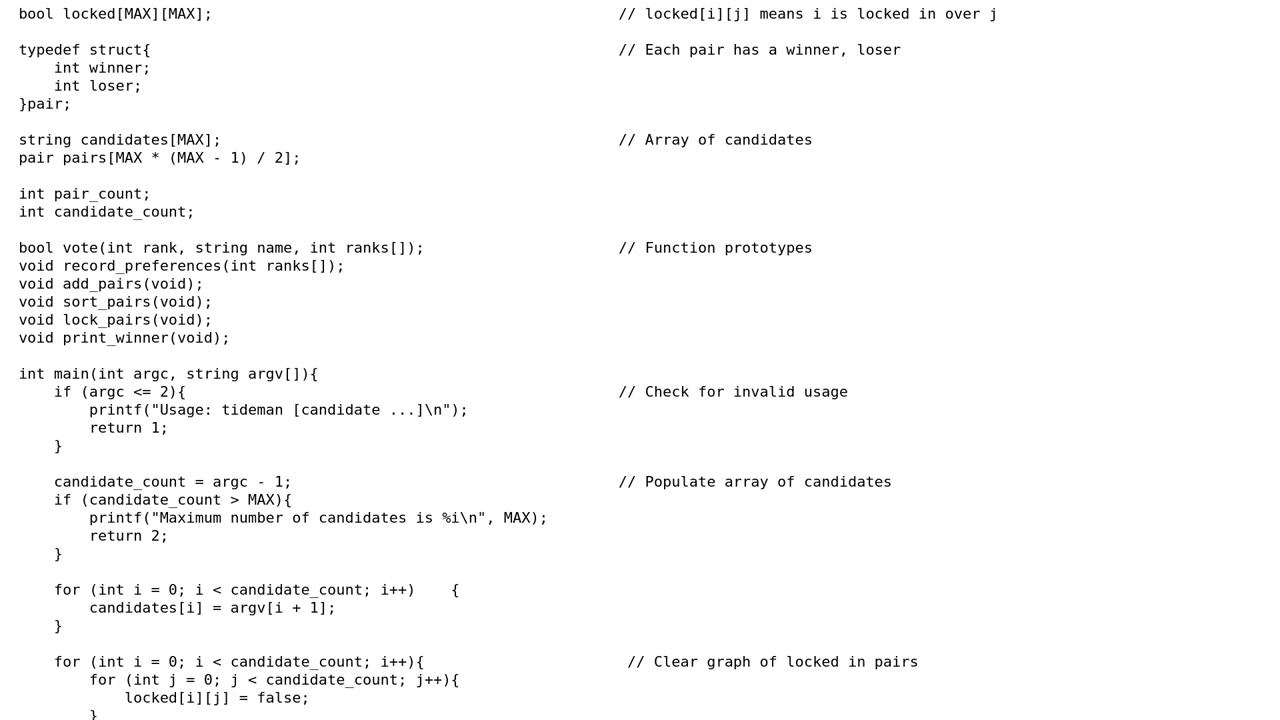 bool locked[MAX][MAX]; // locked[i][j] means i is locked in over j
typedef struct{ // Each pair has a winner, loser
int winner;
int loser;
}pair;
string candidates[MAX]; // Array of candidates
pair pairs[MAX * (MAX - 1) / 2];
int pair_count;
int candidate_count;
bool vote(int rank, string name, int ranks[]); // Function prototypes
void record_preferences(int ranks[]);
void add_pairs(void);
void sort_pairs(void);
void lock_pairs(void);
void print_winner(void);
int main(int argc, string argv[]){
if (argc <= 2){ // Check for invalid usage
printf("Usage: tideman [candidate ...]\n");
return 1;
}
candidate_count = argc - 1; // Populate array of candidates
if (candidate_count > MAX){
printf("Maximum number of candidates is %i\n", MAX);
return 2;
}
for (int i = 0; i < candidate_count; i++) {
candidates[i] = argv[i + 1];
}
for (int i = 0; i < candidate_count; i++){ // Clear graph of locked in pairs
for (int j = 0; j < candidate_count; j++){
locked[i][j] = false;
}